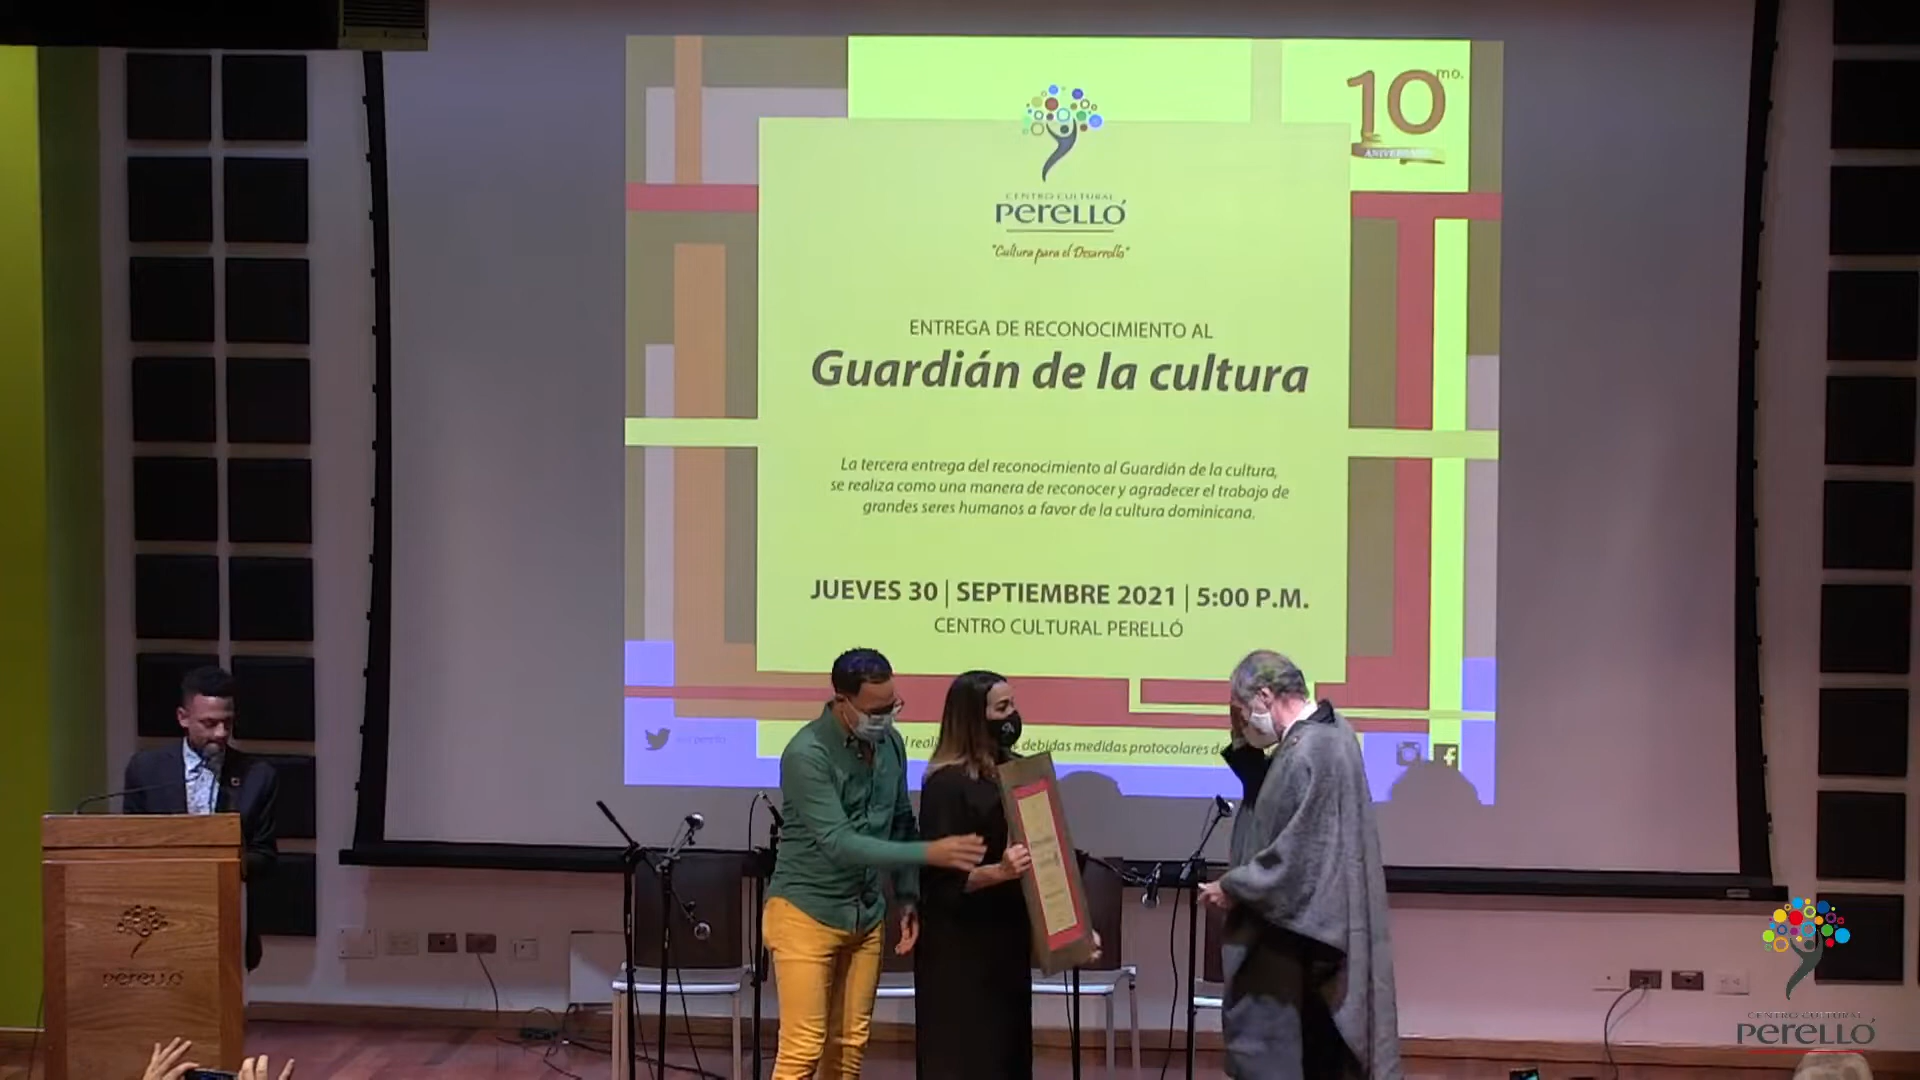 10mo.
ANIVERSARIO
CENTRO CULTURAL
PERELLÓ
"Cultura para el Desarrollo"
ENTREGA DE RECONOCIMIENTO AL
Guardián de la cultura
La tercera entrega del reconocimiento al Guardián de la cultura,
se realiza como una manera de reconocer y agradecer el trabajo de
grandes seres humanos a favor de la cultura dominicana.
JUEVES 30 | SEPTIEMBRE 2021 | 5:00 P.M.
CENTRO CULTURAL PERELLÓ
debidas medidas protocolares
PERELLÓ
CENTRO CULTURAL
PERELLÓ